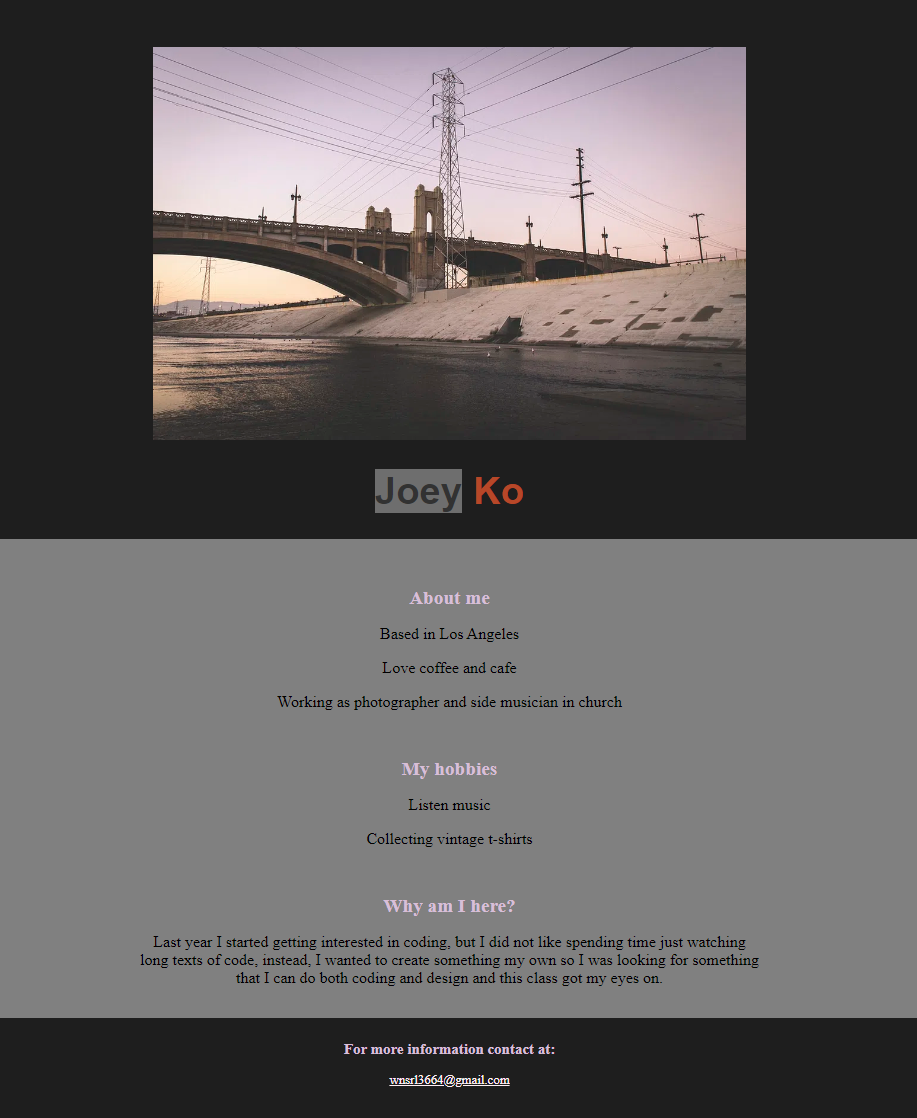 Joey Ko
About me
Based in Los Angeles
Love coffee and cafe
Working as photographer and side musician in church
My hobbies
Listen music
Collecting vintage t-shirts
Why am I here?
Last year I started getting interested in coding, but I did not like spending time just watching
long texts of code, instead, I wanted to create something my own so I was looking for something
that I can do both coding and design and this class got my eyes on.
For more information contact at:
wnsrl3664@gmail.com